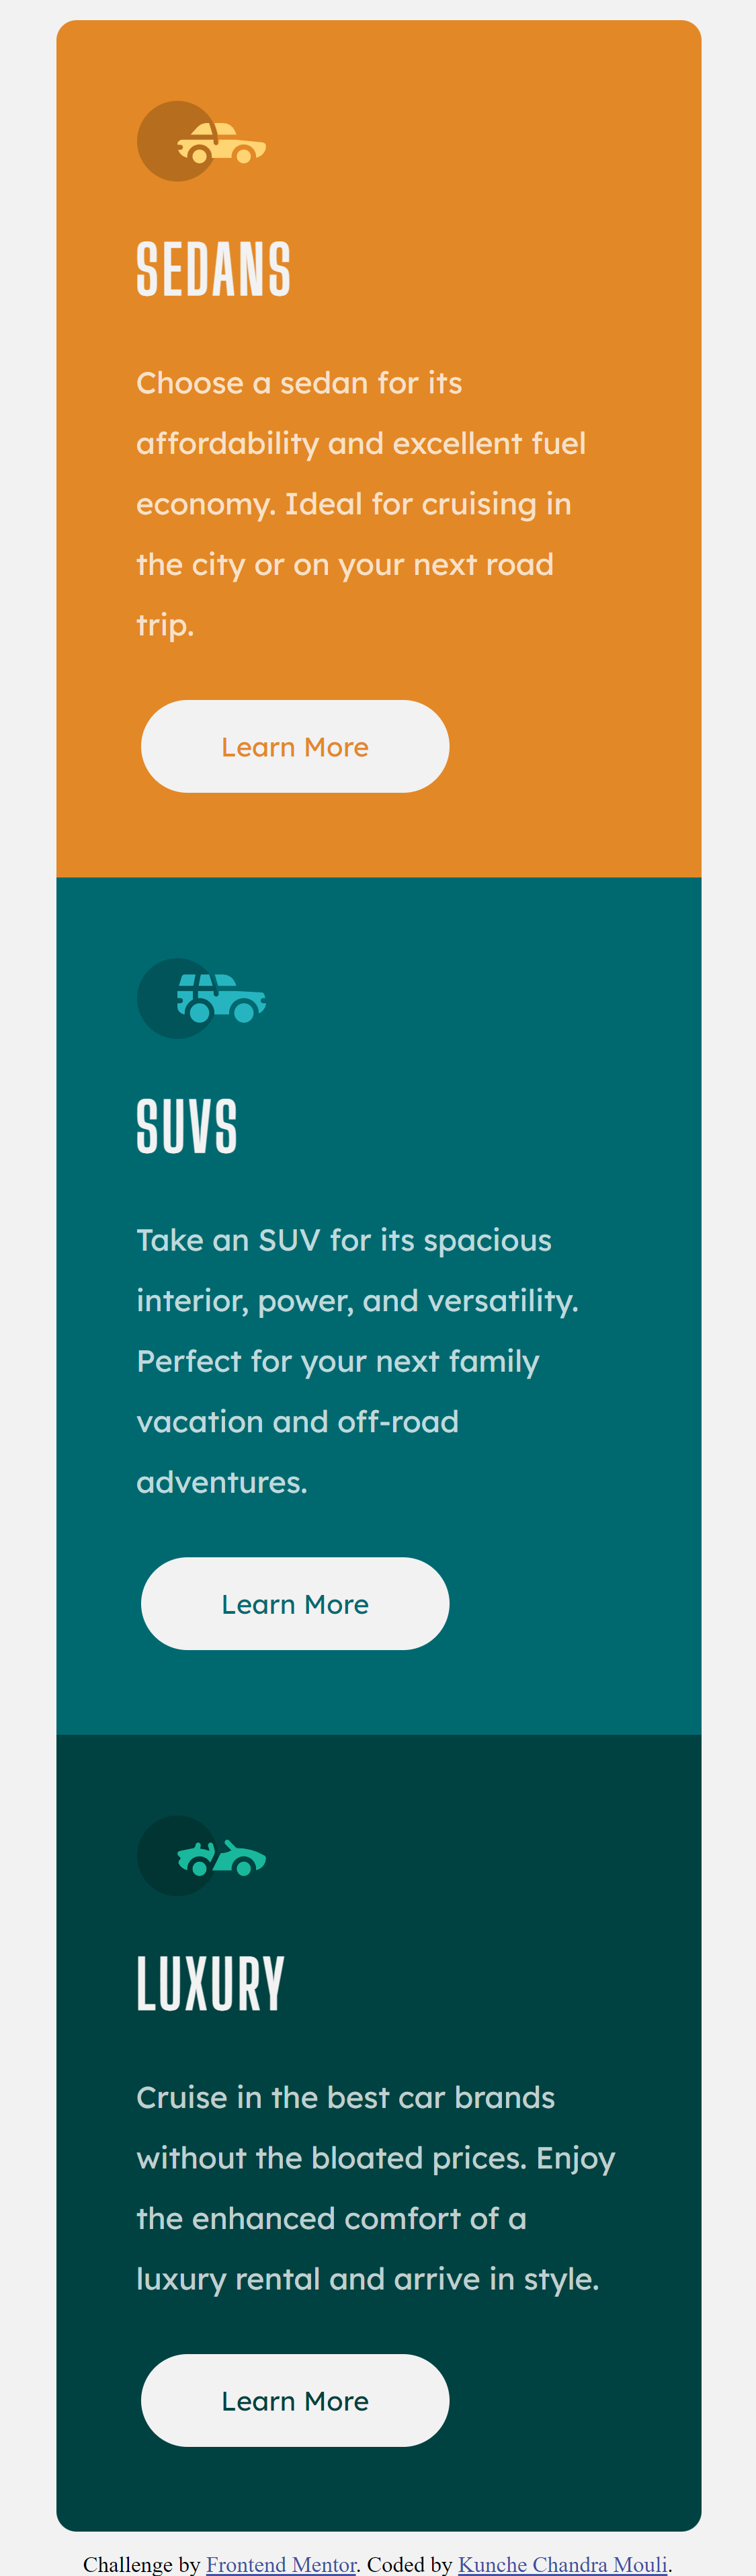 SEDANS
Choose a sedan for its
affordability and excellent fuel
economy. Ideal for cruising in
the city or on your next road
trip.
Learn More
SUVS
Take an SUV for its spacious
interior, power, and versatility.
Perfect for your next family
vacation and off-road
adventures.
Learn More
LUXURY
Cruise in the best car brands
without the bloated prices. Enjoy
the enhanced comfort of a
luxury rental and arrive in style.
Learn More
Challenge by Frontend Mentor. Coded by Kunche Chandra Mouli.